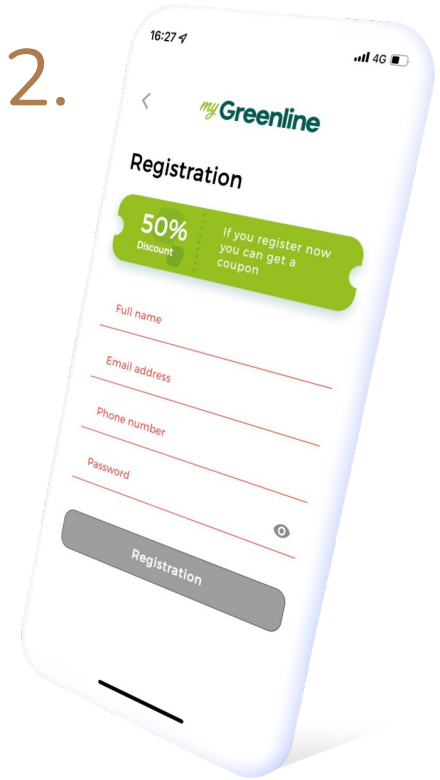 2.
16:27
4G
myGreenline
Registration
50%
Discount
If you register now
you can get a
coupon
Full name
Email address
Phone number
Password
Registration